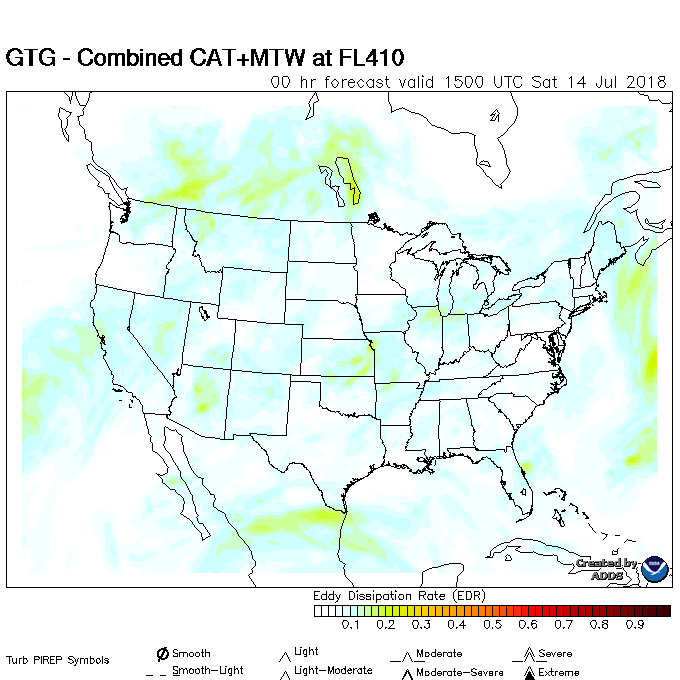 GTG - Combined CAT+MTW at FL410
00 hr forecast valid 1500 UTC Sat 14 Jul 2018
Created by
ADDS
Eddy Dissipation Rate (EDR)
0.1 0.2 0.3 0.4 0.5 0.6 0.7 0.8 0.9
Turb PIREP Symbols
Smooth Light Moderate Severe
Smooth-Light Light-Moderate Moderate-Severe Extreme